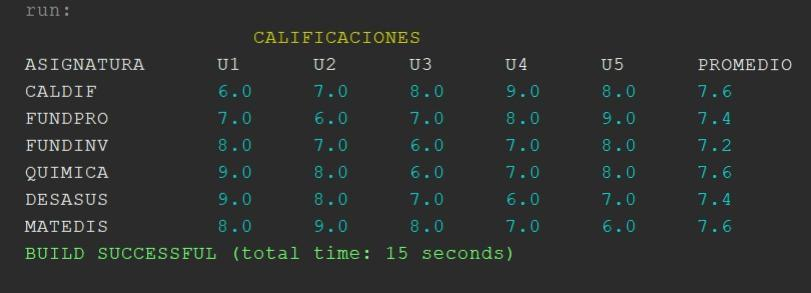 run:
CALIFICACIONES
ASIGNATURA U1 U2 U3 U4 U5 PROMEDIO
CALDIF 6.0 7.0 8.0 9.0 8.0 7.6
FUNDPRO 7.0 6.0 7.0 8.0 9.0 7.4
FUNDINV 8.0 7.0 6.0 7.0 8.0 7.2
QUIMICA 9.0 8.0 6.0 7.0 8.0 7.6
DESASUS 9.0 8.0 7.0 6.0 7.0 7.4
MATEDIS 8.0 9.0 8.0 7.0 6.0 7.6
BUILD SUCCESSFUL (total time: 15 seconds)